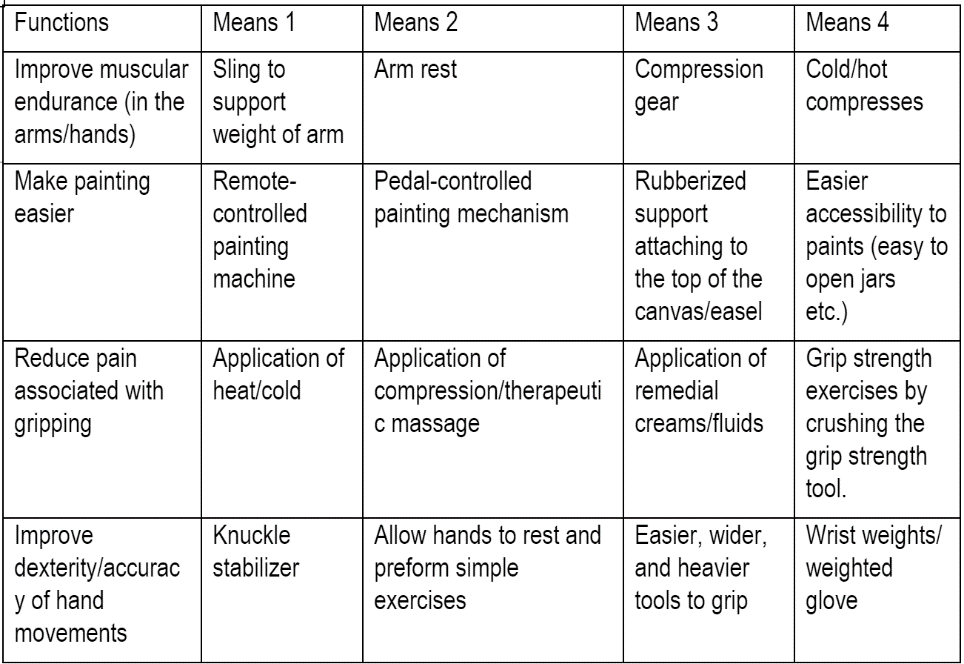 Functions
Means 1
Means 2
Means 3
Means 4
Improve muscular
endurance (in the
arms/hands)
Sling to
support
weight of arm
Arm rest
Compression
gear
Cold/hot
compresses
Make painting
easier
Remote-
controlled
painting
machine
Pedal-controlled
painting mechanism
Rubberized
support
attaching to
the top of the
canvas/easel
Easier
accessibility to
paints (easy to
open jars
etc.)
Reduce pain
associated with
gripping
Application of
heat/cold
Application of
compression/therapeuti
c massage
Application of
remedial
creams/fluids
Grip strength
exercises by
crushing the
grip strength
tool.
Improve
dexterity/accurac
y of hand
movements
Knuckle
stabilizer
Allow hands to rest and
preform simple
exercises
Easier, wider,
and heavier
tools to grip
Wrist weights/
weighted
glove